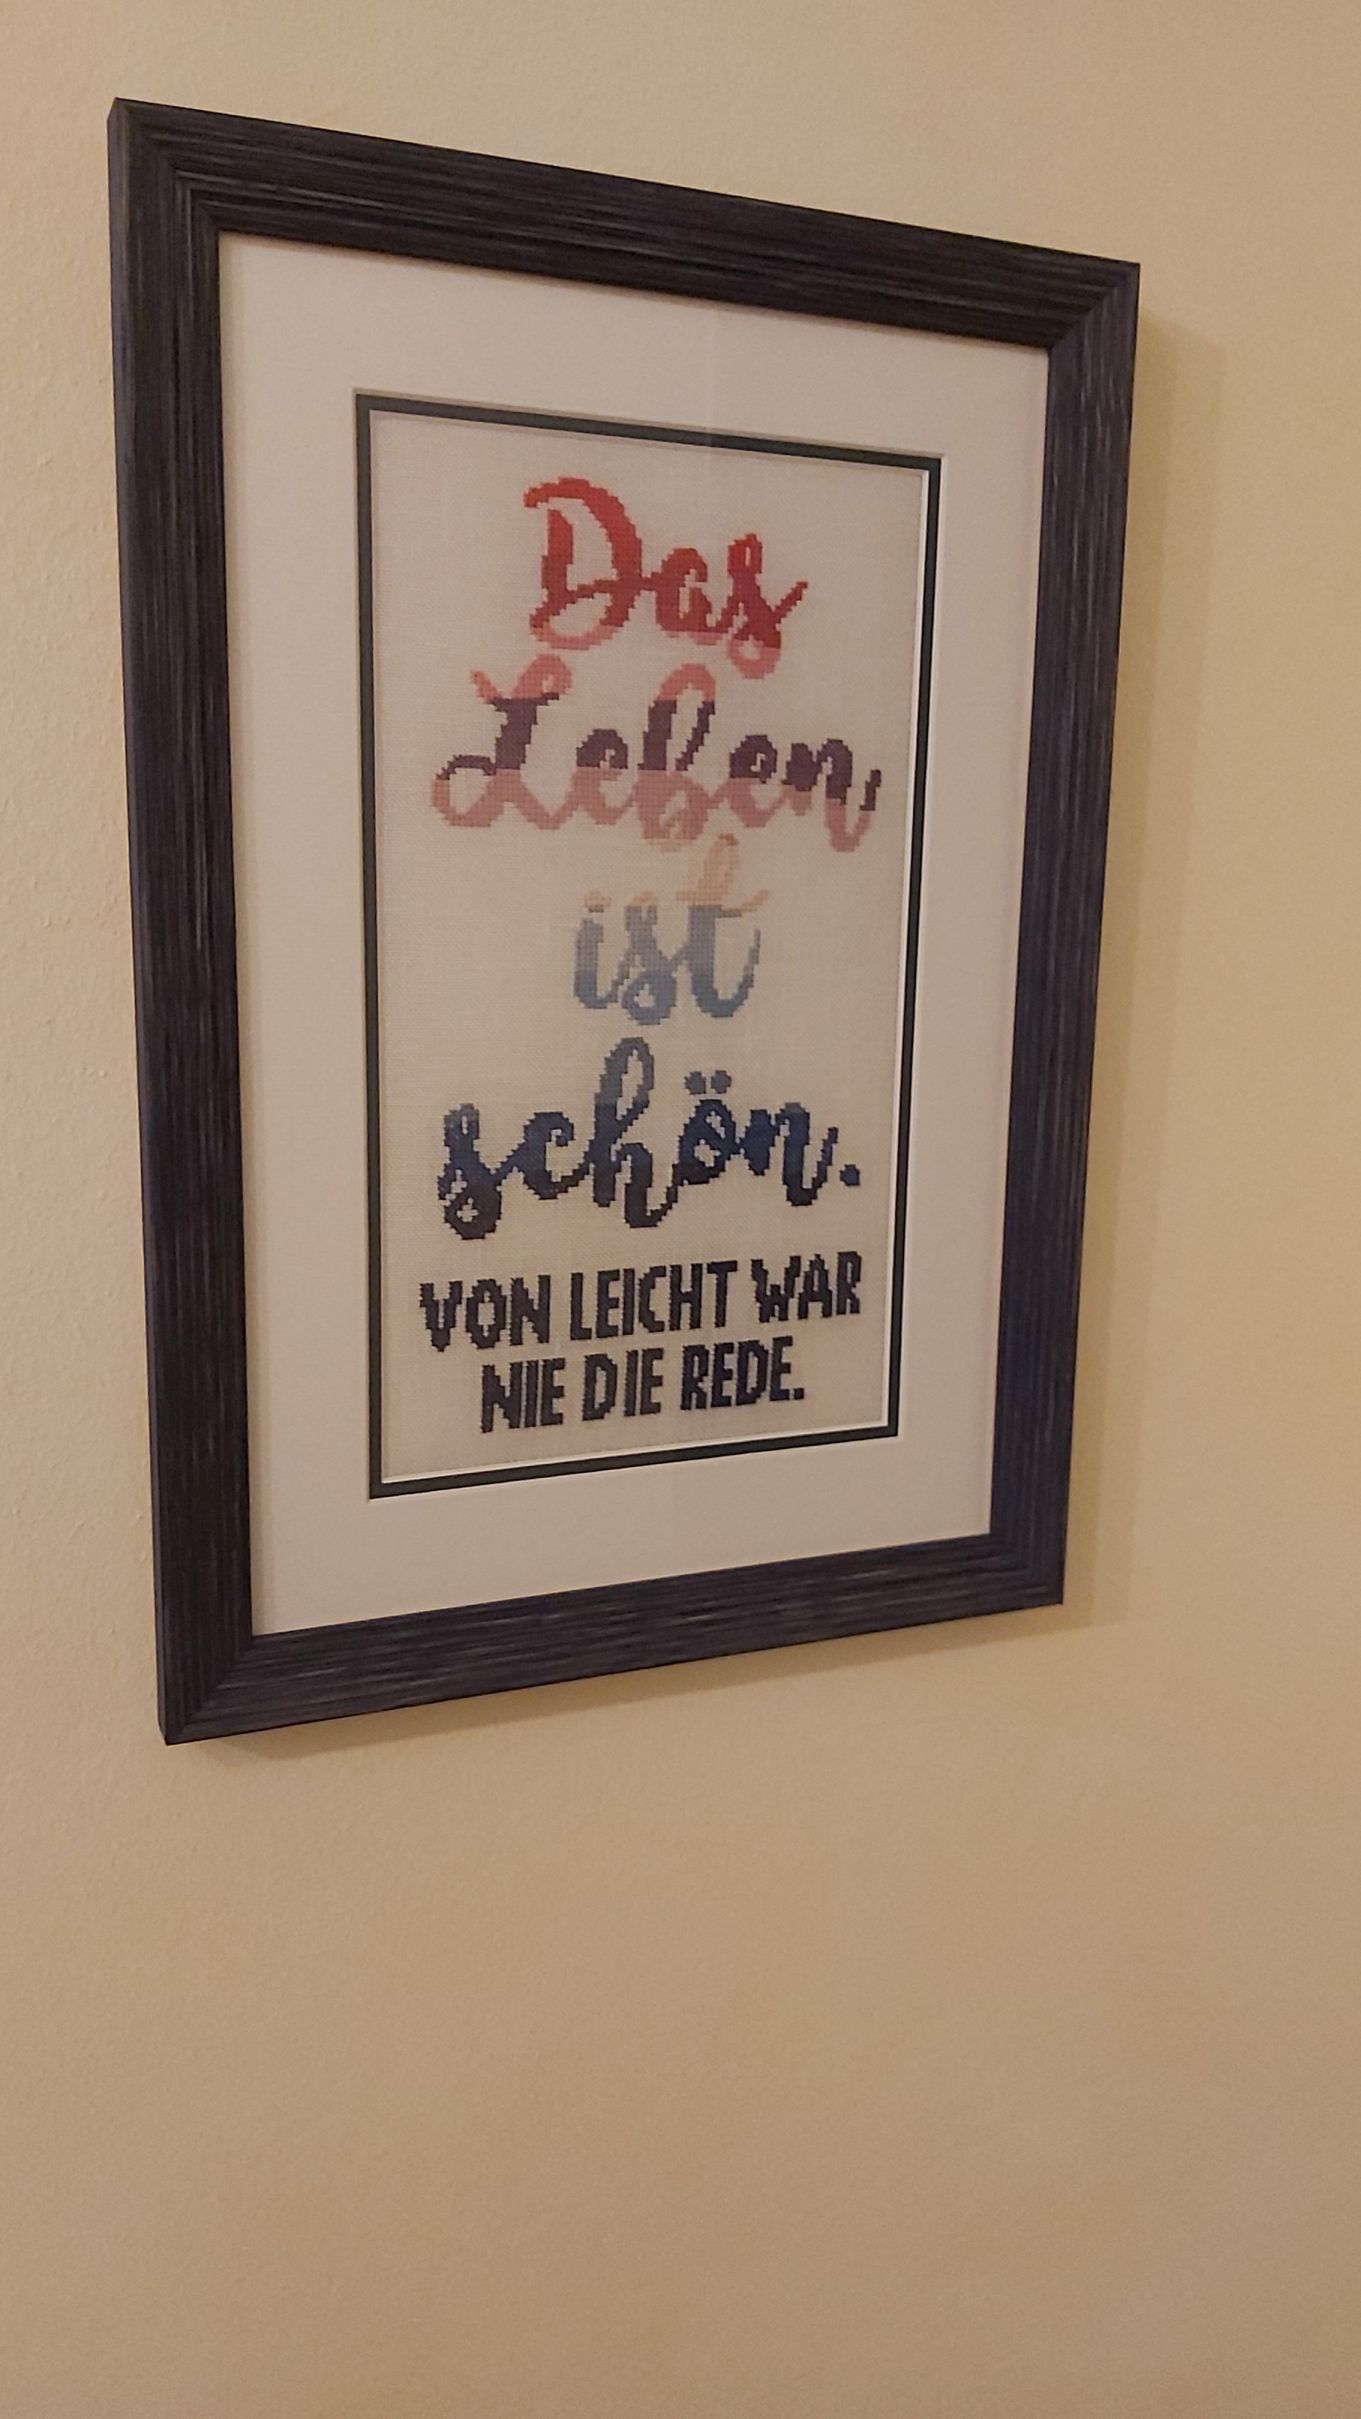 Das
Leben
ist
schön.
VON LEICHT WAR
NIE DIE REDE.